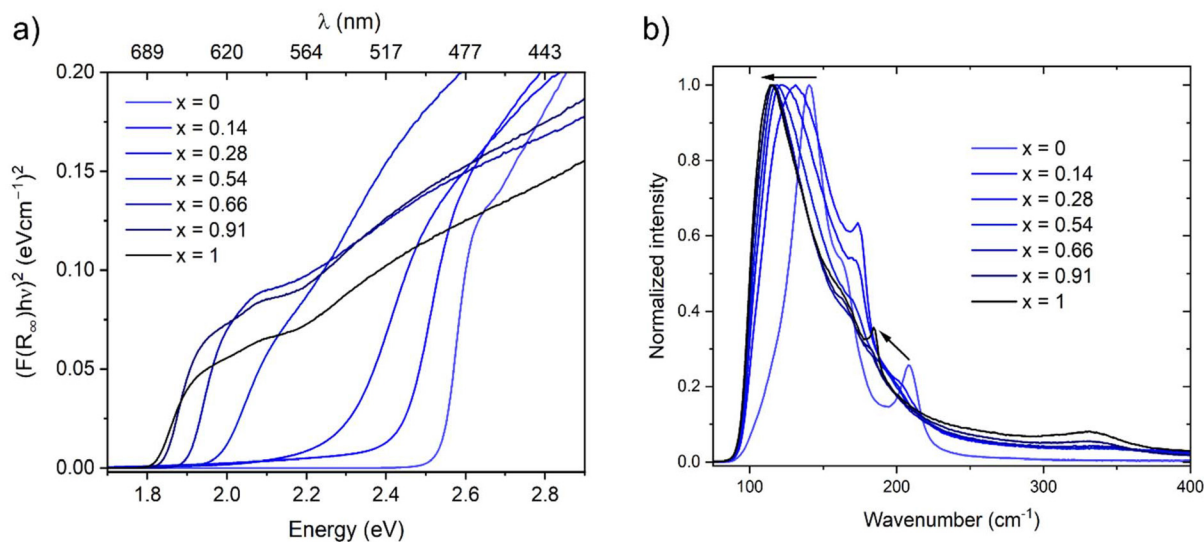 a)
λ (nm)
689 620 564 517 477 443
0.20
0.15
0.10
0.05
0.00
(F(R∞)hν)² (eVcm⁻¹)²
x = 0
x = 0.14
x = 0.28
x = 0.54
x = 0.66
x = 0.91
x = 1
1.8 2.0 2.2 2.4 2.6 2.8
Energy (eV)
b)
1.0
0.8
0.6
0.4
0.2
0.0
Normalized intensity
x = 0
x = 0.14
x = 0.28
x = 0.54
x = 0.66
x = 0.91
x = 1
100 200 300 400
Wavenumber (cm⁻¹)